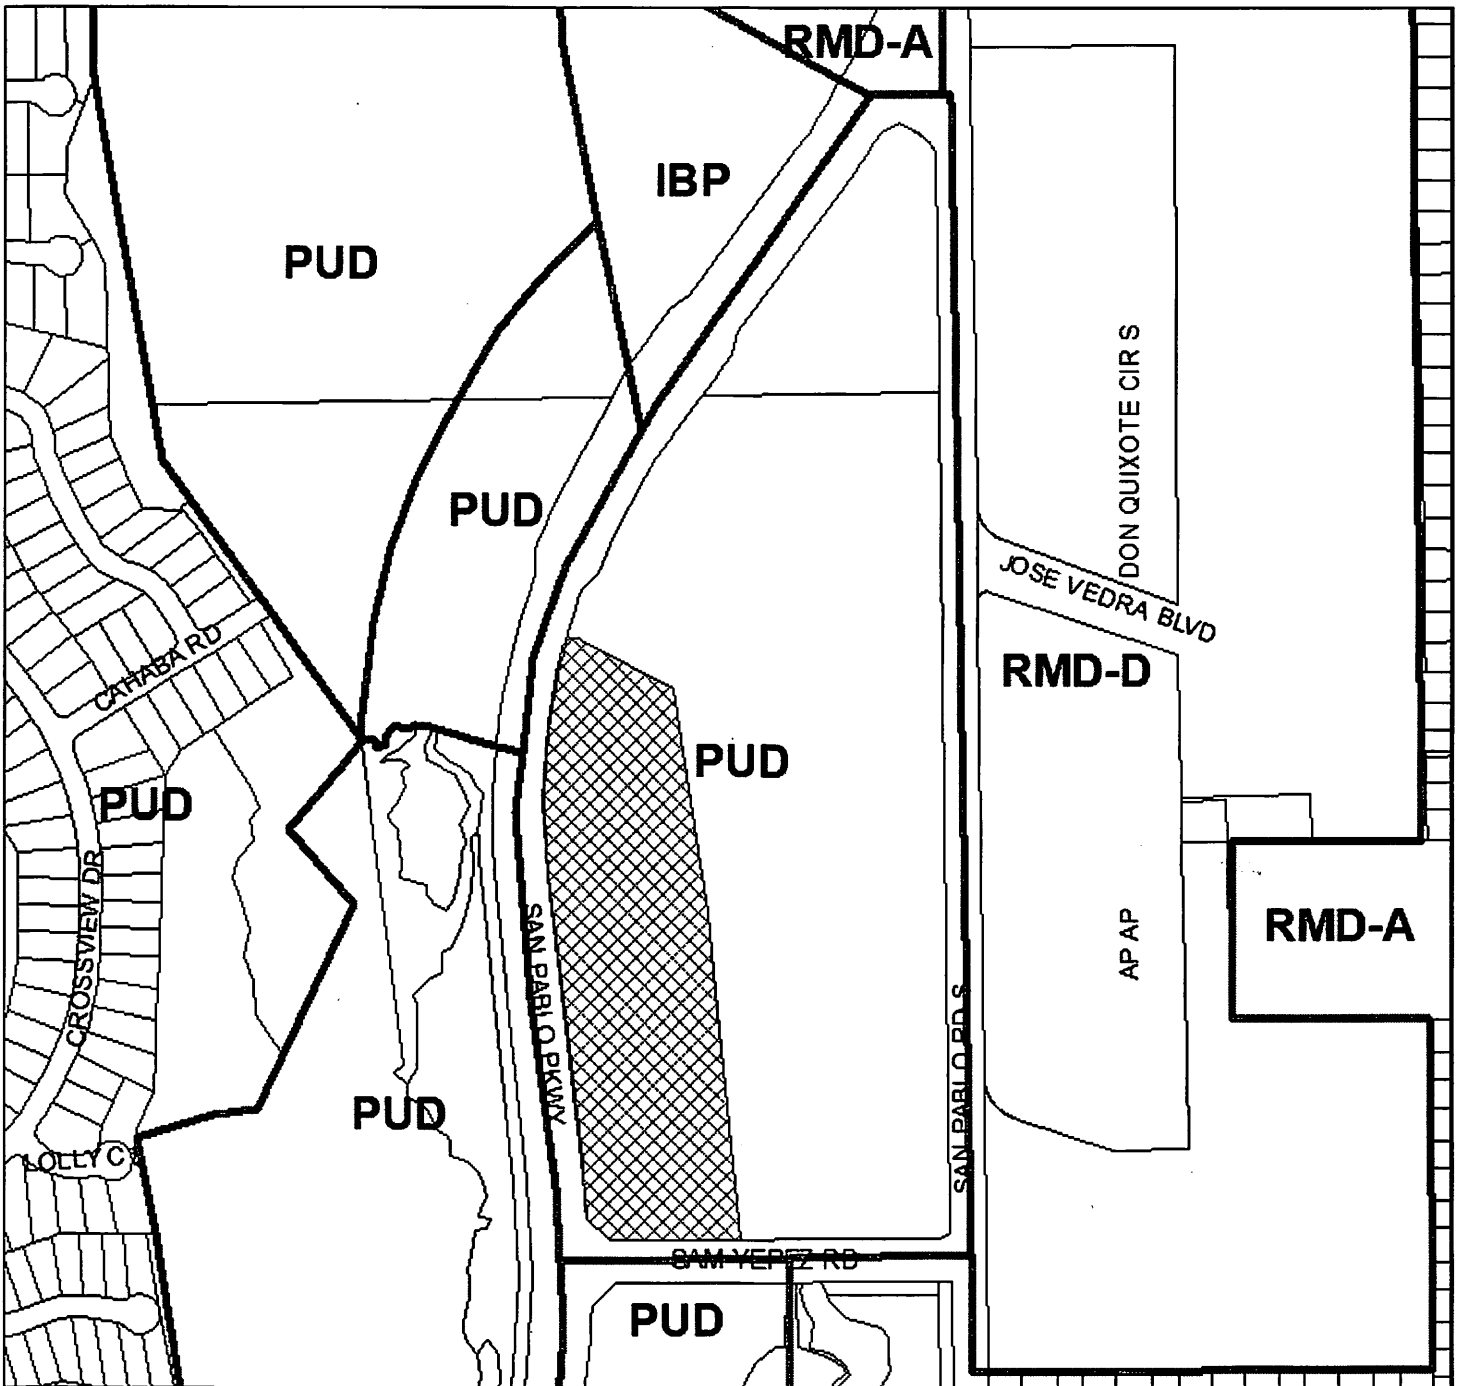 RMD-A
IBP
PUD
DON QUIXOTE CIR S
PUD
JOSE VEDRA BLVD
CAHABA RD
RMD-D
PUD
PUD
CROSSVIEW DR
SAN PABLO PKWY
AP AP
RMD-A
SAN PABLO RD S
PUD
LOLLY C
SAM YEPEZ RD
PUD